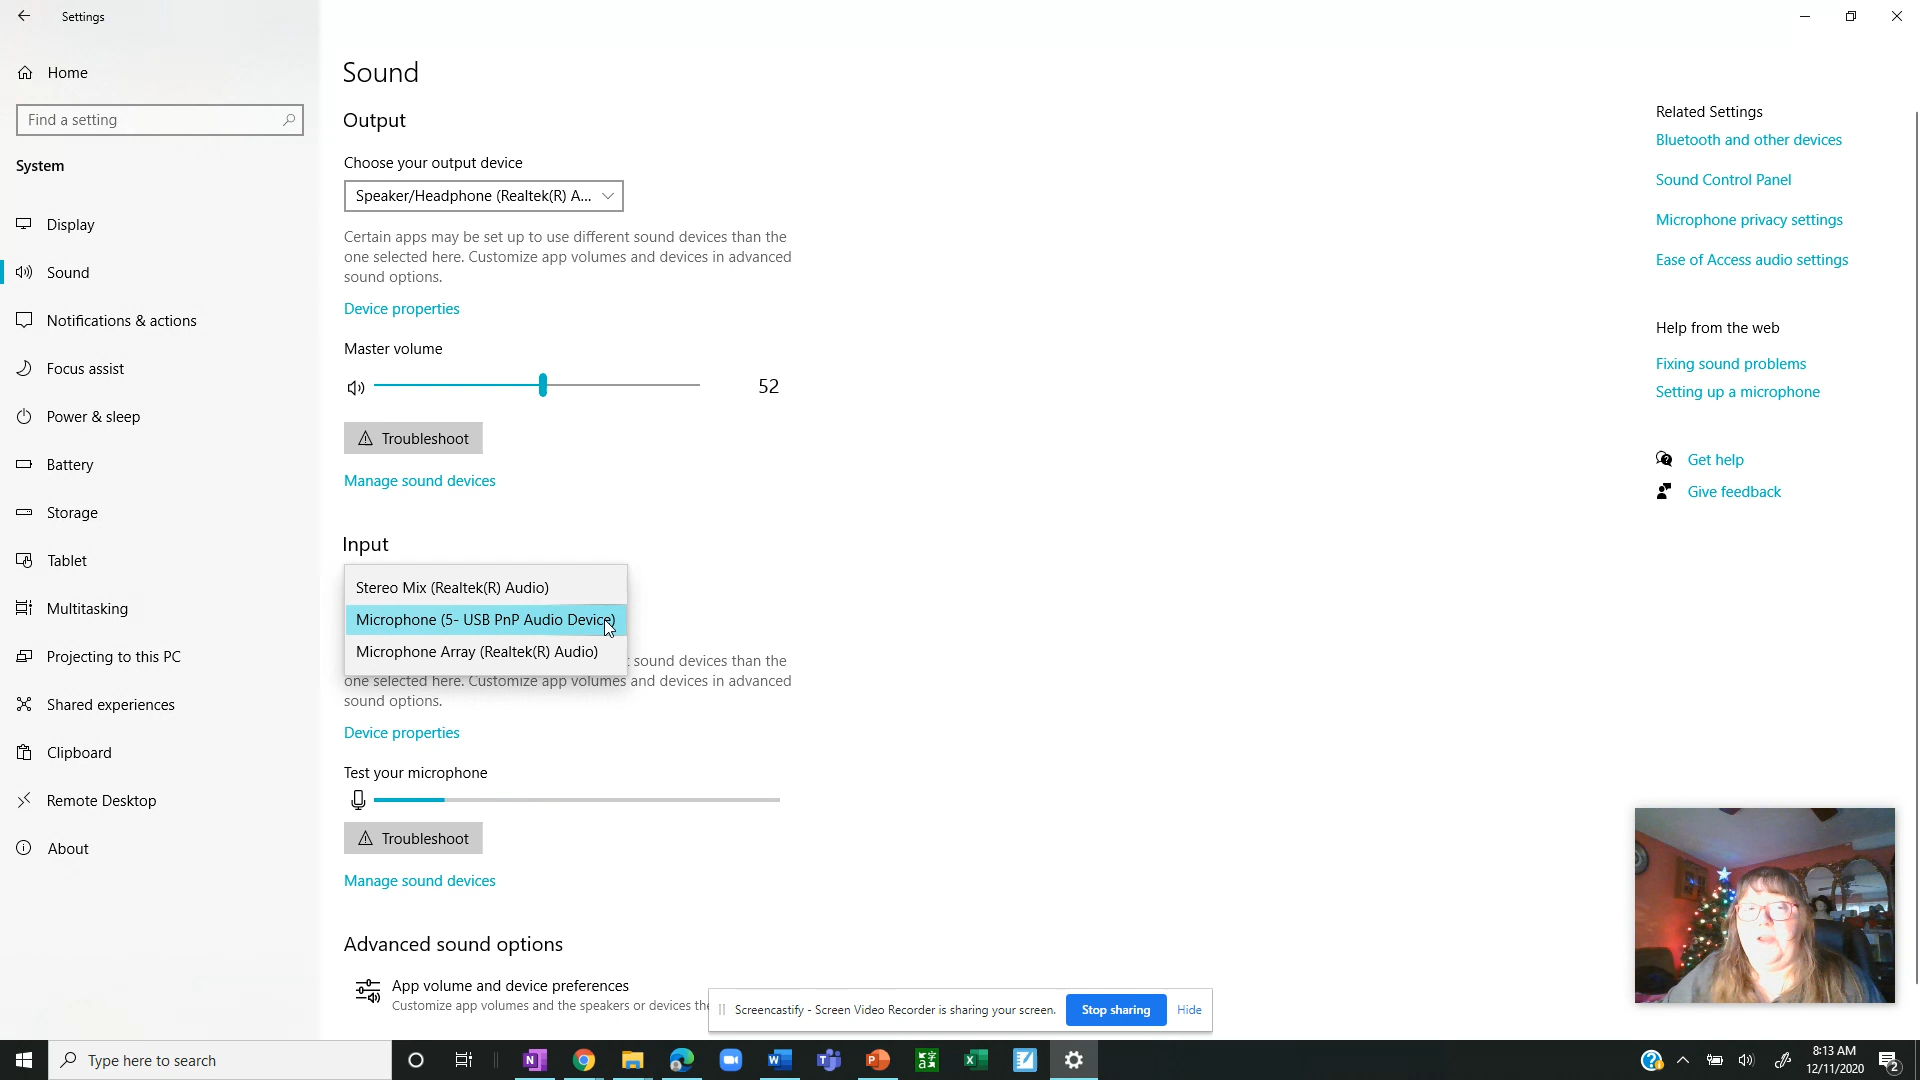 Settings
Home
Find a setting
System
Display
Sound
Notifications & actions
Focus assist
Power & sleep
Battery
Storage
Tablet
Multitasking
Projecting to this PC
Shared experiences
Clipboard
Remote Desktop
About
Sound
Output
Choose your output device
Speaker/Headphone (Realtek(R) A...
Certain apps may be set up to use different sound devices than the
one selected here. Customize app volumes and devices in advanced
sound options.
Device properties
Master volume
52
Troubleshoot
Manage sound devices
Input
Stereo Mix (Realtek(R) Audio)
Microphone (5- USB PnP Audio Device)
Microphone Array (Realtek(R) Audio)
sound devices than the
one selected here. Customize app volumes and devices in advanced
sound options.
Device properties
Test your microphone
Troubleshoot
Manage sound devices
Advanced sound options
App volume and device preferences
Customize app volumes and the speakers or devices
Screencastify - Screen Video Recorder is sharing your screen.
Stop sharing
Hide
Related Settings
Bluetooth and other devices
Sound Control Panel
Microphone privacy settings
Ease of Access audio settings
Help from the web
Fixing sound problems
Setting up a microphone
Get help
Give feedback
Type here to search
8:13 AM
12/11/2020
2